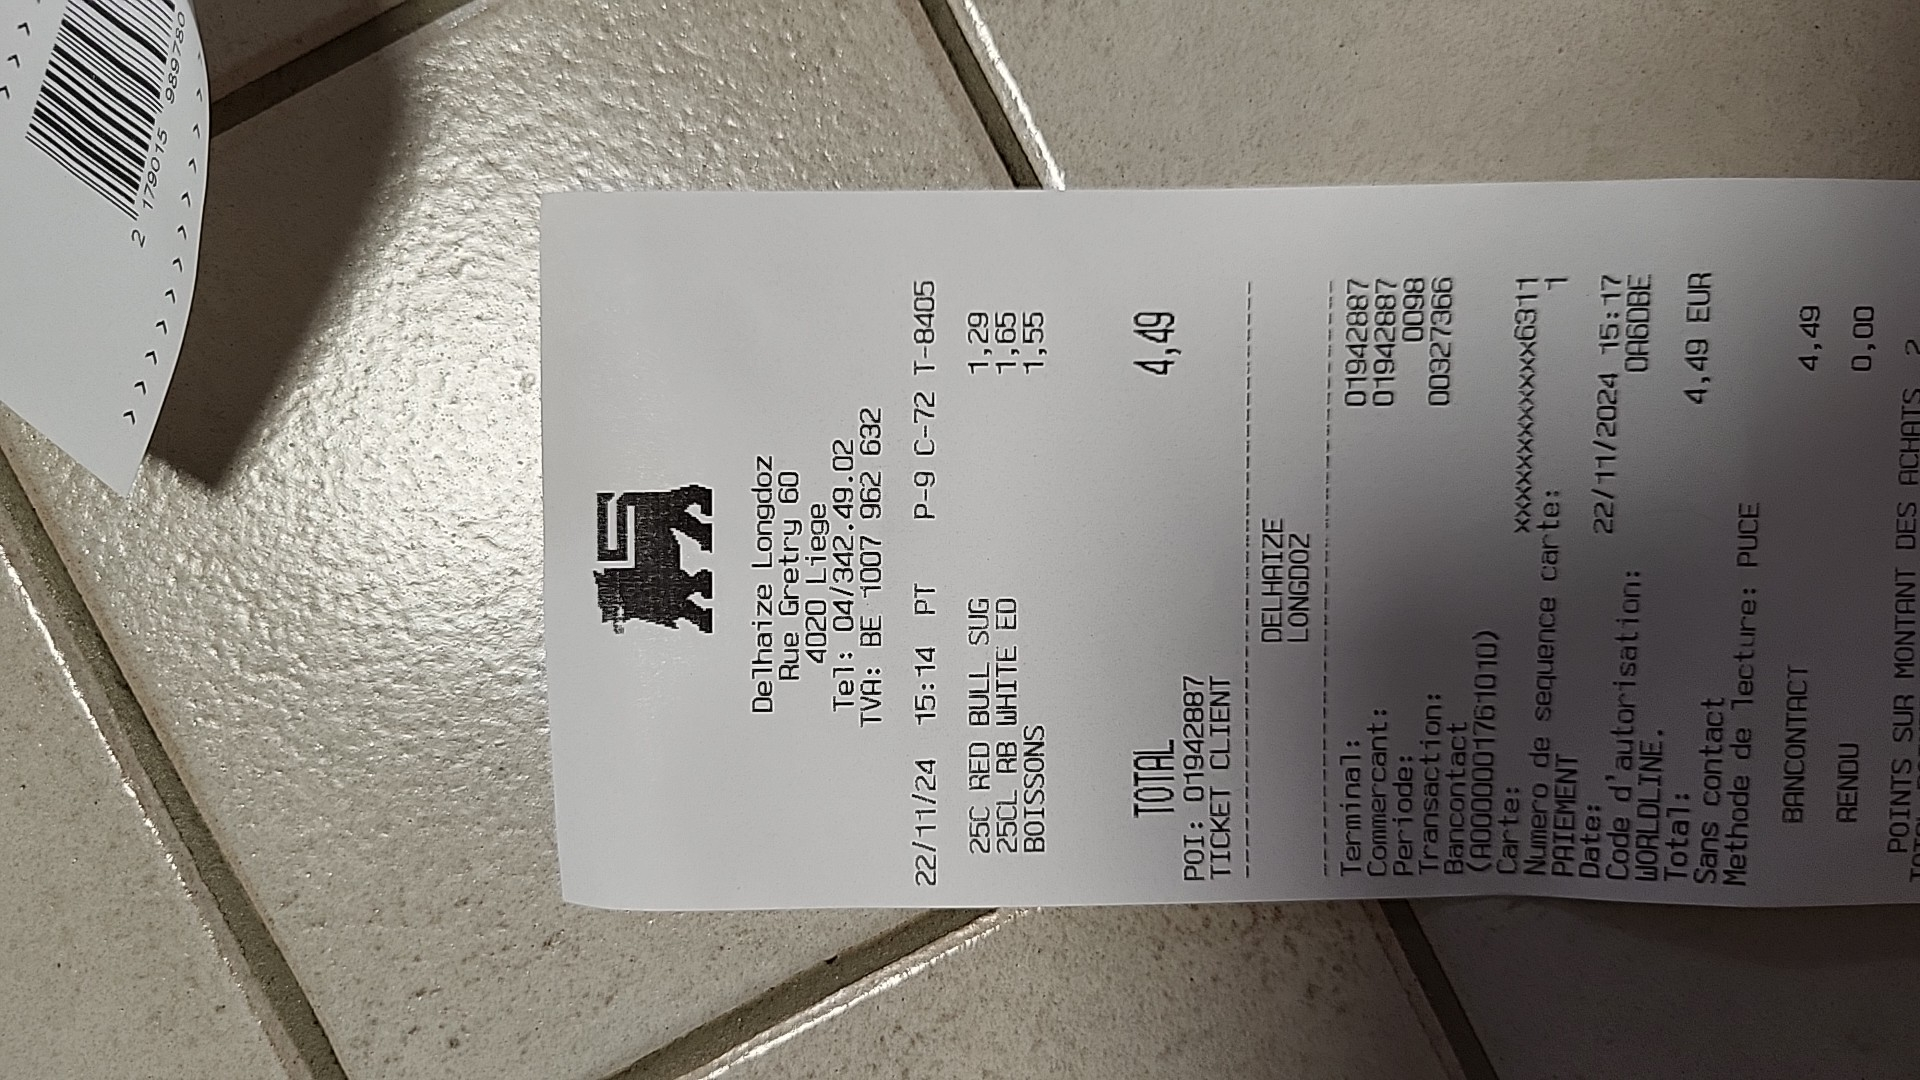 2 179015 989780
Delhaize Longdoz
Rue Gretry 60
4020 Liege
Tel: 04/342.49.02
TVA: BE 1007 962 632
22/11/24 15:14 PT P-9 C-72 T-8405
25C RED BULL SUG 1,29
25CL RB WHITE ED 1,65
BOISSONS 1,55
TOTAL 4,49
POI: 01942887
TICKET CLIENT
DELHAIZE
LONGDOZ
Terminal: 01942887
Commercant: 01942887
Periode: 0098
Transaction: 00327366
Bancontact
(A0000001761010)
Carte: xxxxxxxxxxxxx6311
Numero de sequence carte: 1
PAIEMENT
Date: 22/11/2024 15:17
Code d'autorisation: 0A6DBE
WORLDLINE.
Total: 4,49 EUR
Sans contact
Methode de lecture: PUCE
BANCONTACT 4,49
RENDU 0,00
POINTS SUR MONTANT DES ACHATS 2